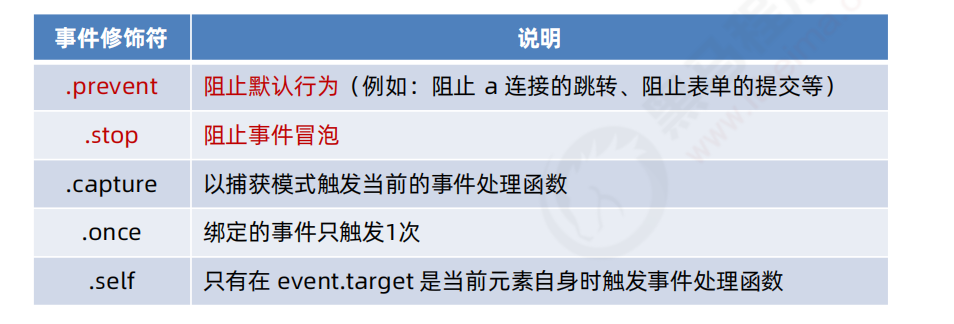 事件修饰符 说明
.prevent 阻止默认行为（例如：阻止 a 连接的跳转、阻止表单的提交等）
.stop 阻止事件冒泡
.capture 以捕获模式触发当前的事件处理函数
.once 绑定的事件只触发1次
.self 只有在 event.target 是当前元素自身时触发事件处理函数